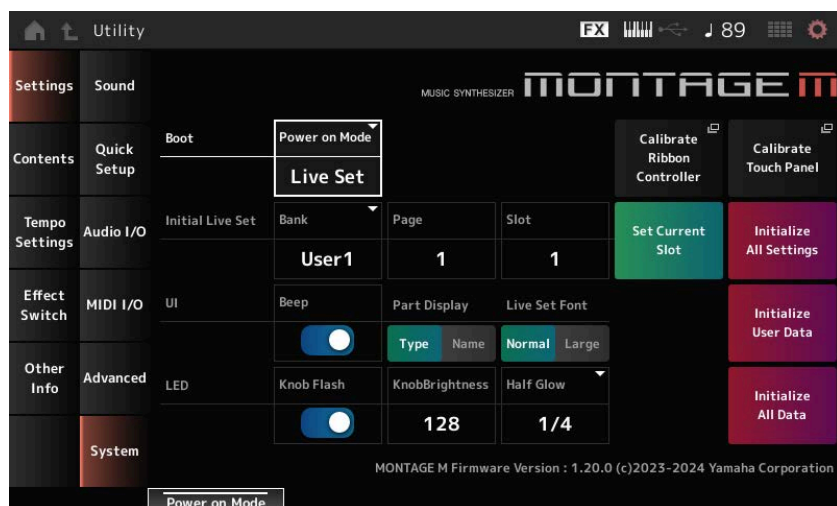 Utility
FX
89
Settings
Sound
MUSIC SYNTHESIZER MONTAGE M
Contents
Quick
Setup
Boot
Power on Mode
Live Set
Calibrate
Ribbon
Controller
Calibrate
Touch Panel
Tempo
Settings
Audio I/O
Initial Live Set
Bank
User1
Page
1
Slot
1
Set Current
Slot
Initialize
All Settings
Effect
Switch
MIDI I/O
UI
Beep
Part Display
Type Name
Live Set Font
Normal Large
Initialize
User Data
Other
Info
Advanced
LED
Knob Flash
KnobBrightness
128
Half Glow
1/4
Initialize
All Data
System
MONTAGE M Firmware Version : 1.20.0 (c)2023-2024 Yamaha Corporation
Power on Mode